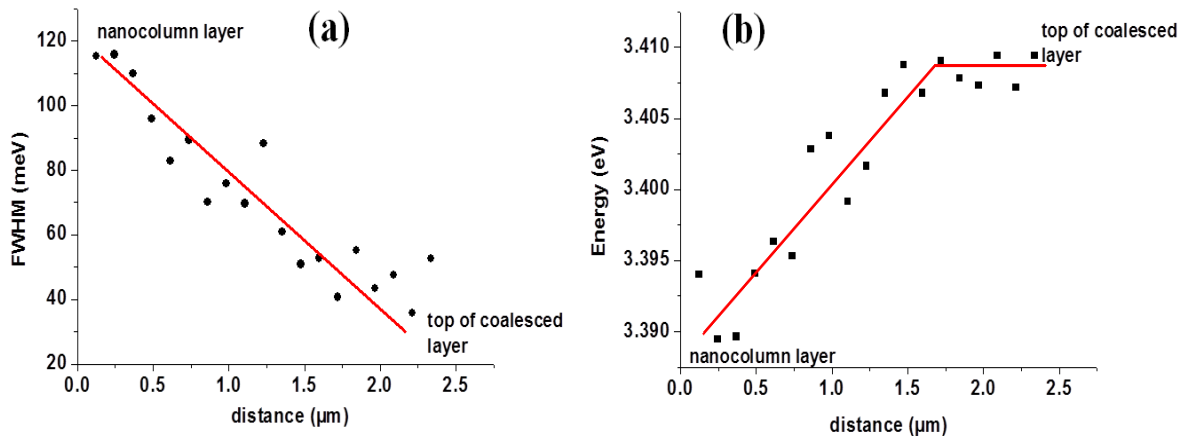 (a)
nanocolumn layer
120
100
80
60
40
20
FWHM (meV)
top of coalesced
layer
0.0 0.5 1.0 1.5 2.0 2.5
distance (μm)
(b)
top of coalesced
layer
3.410
3.405
3.400
3.395
3.390
Energy (eV)
nanocolumn layer
0.0 0.5 1.0 1.5 2.0 2.5
distance (μm)